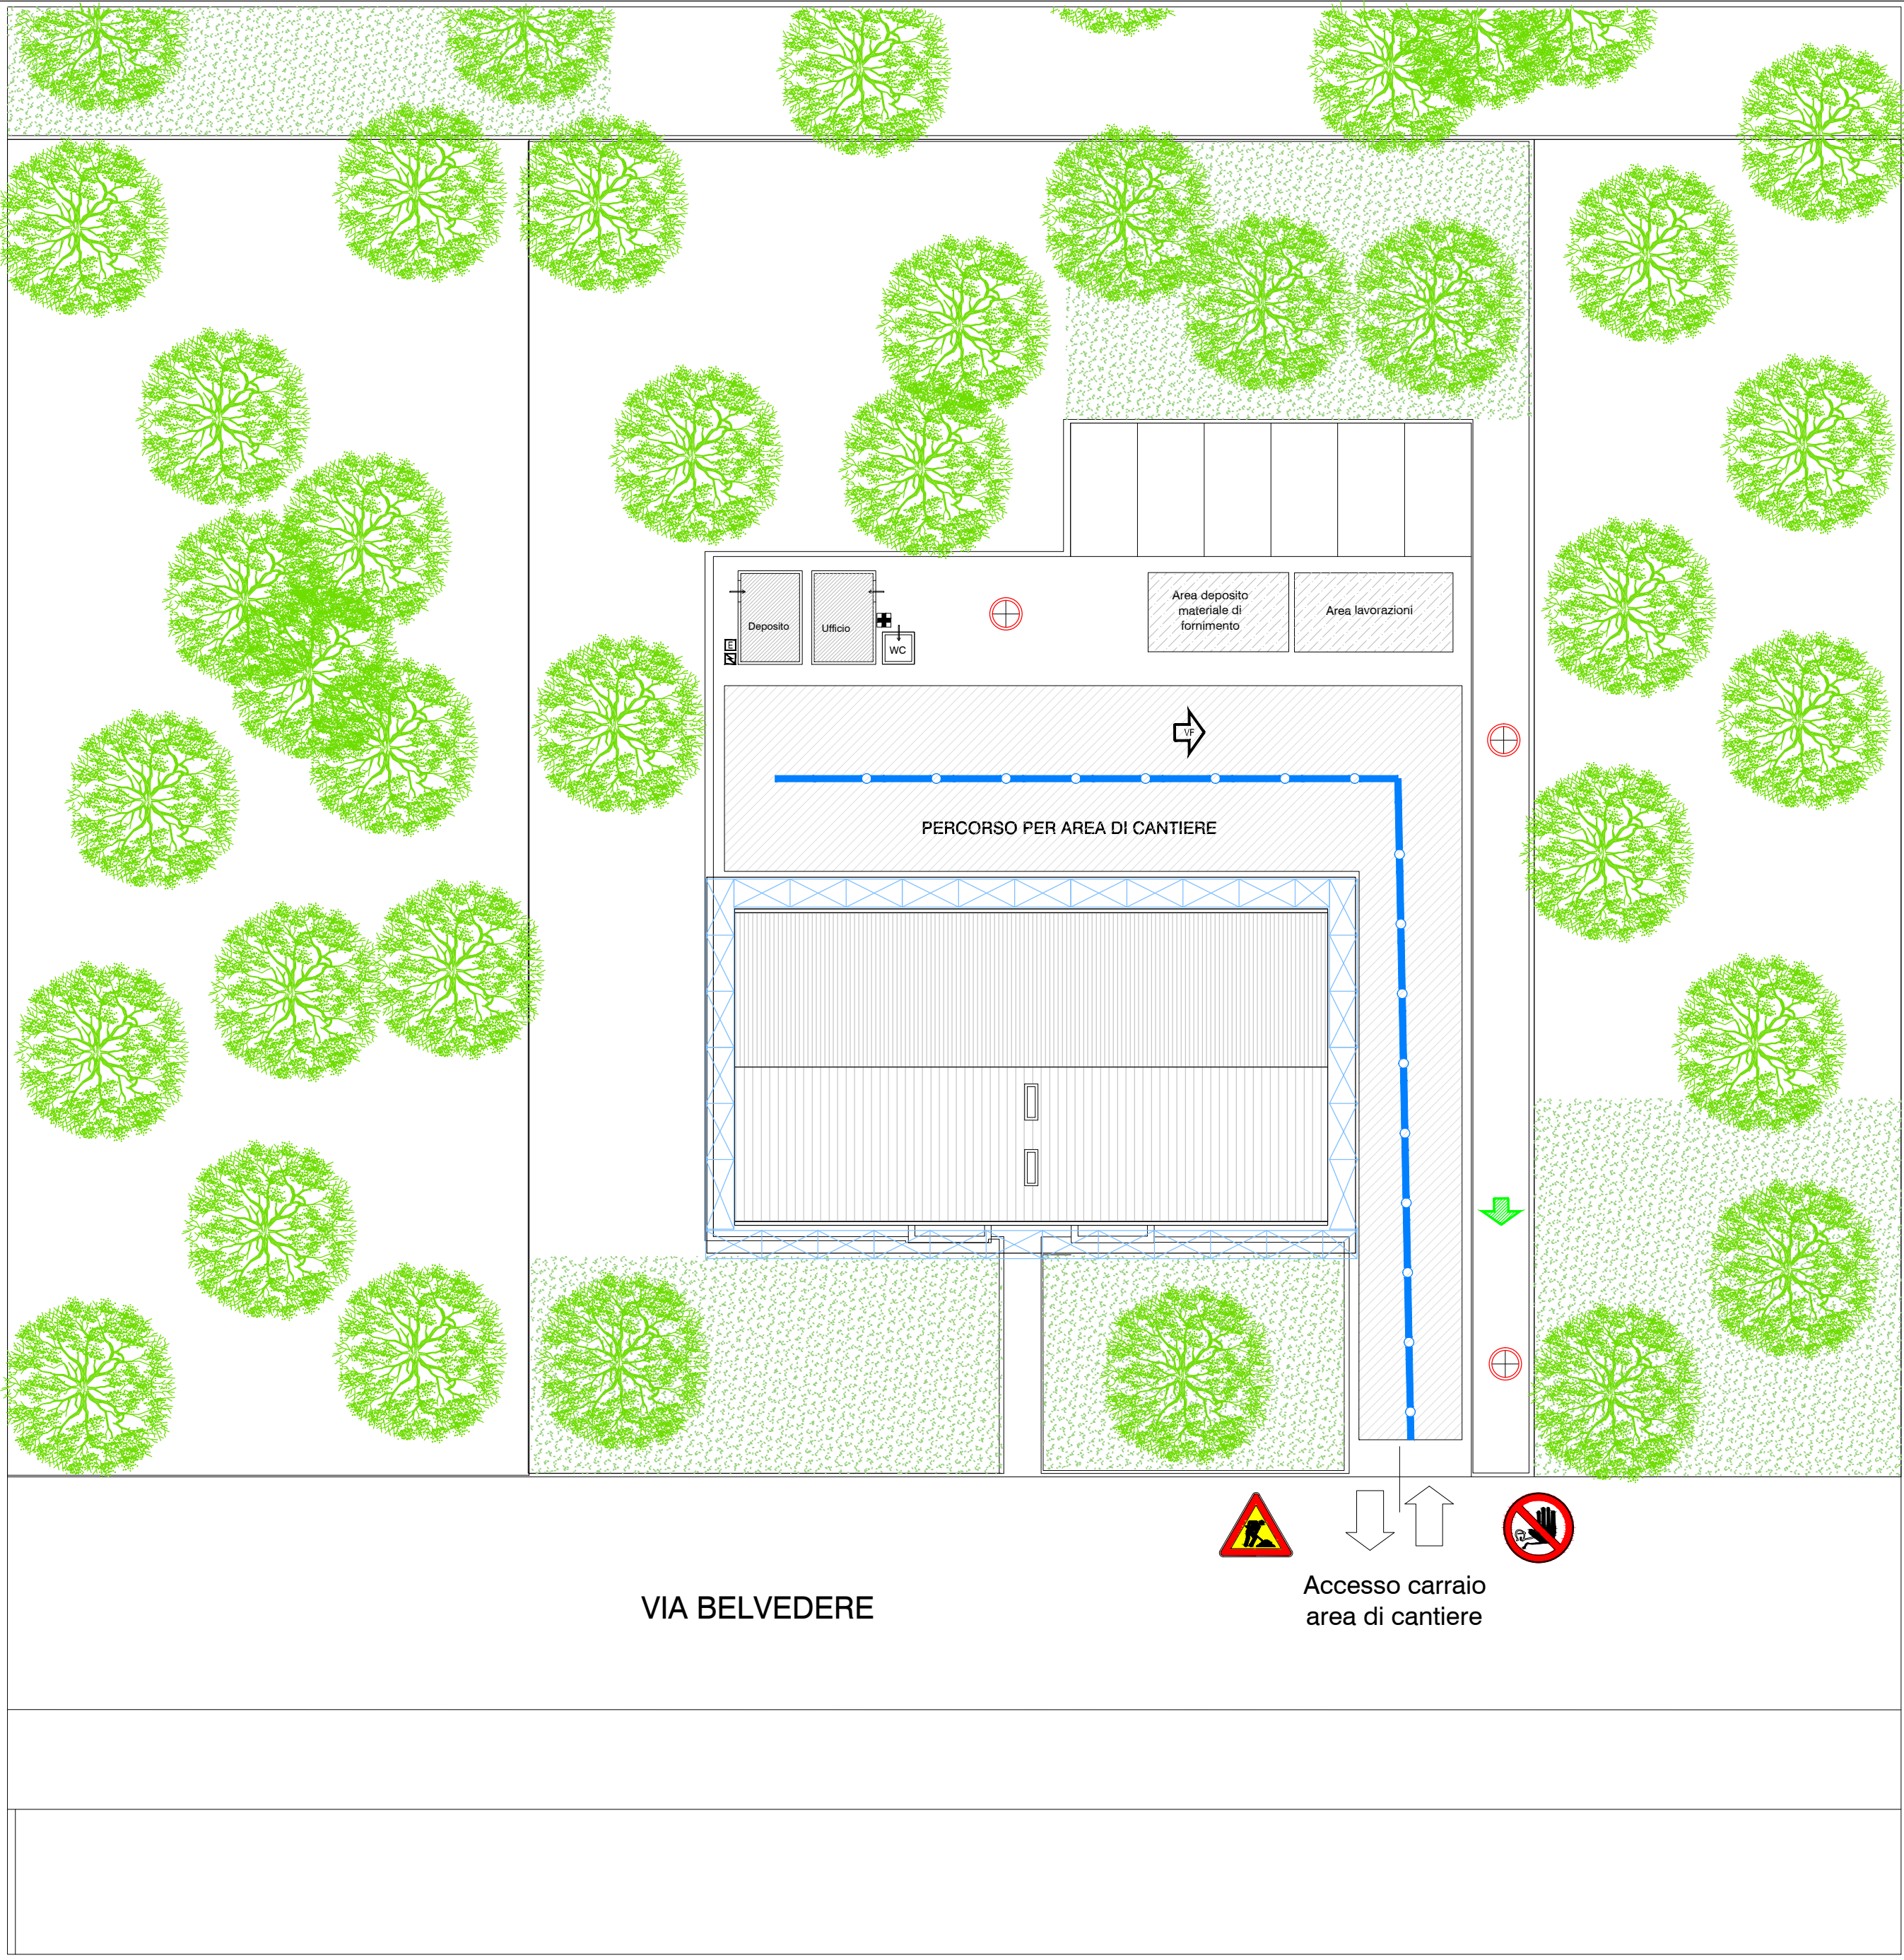 Area deposito
materiale di
fornimento
Area lavorazioni
Deposito
Ufficio
E
WC
VF
PERCORSO PER AREA DI CANTIERE
Accesso carraio
area di cantiere
VIA BELVEDERE